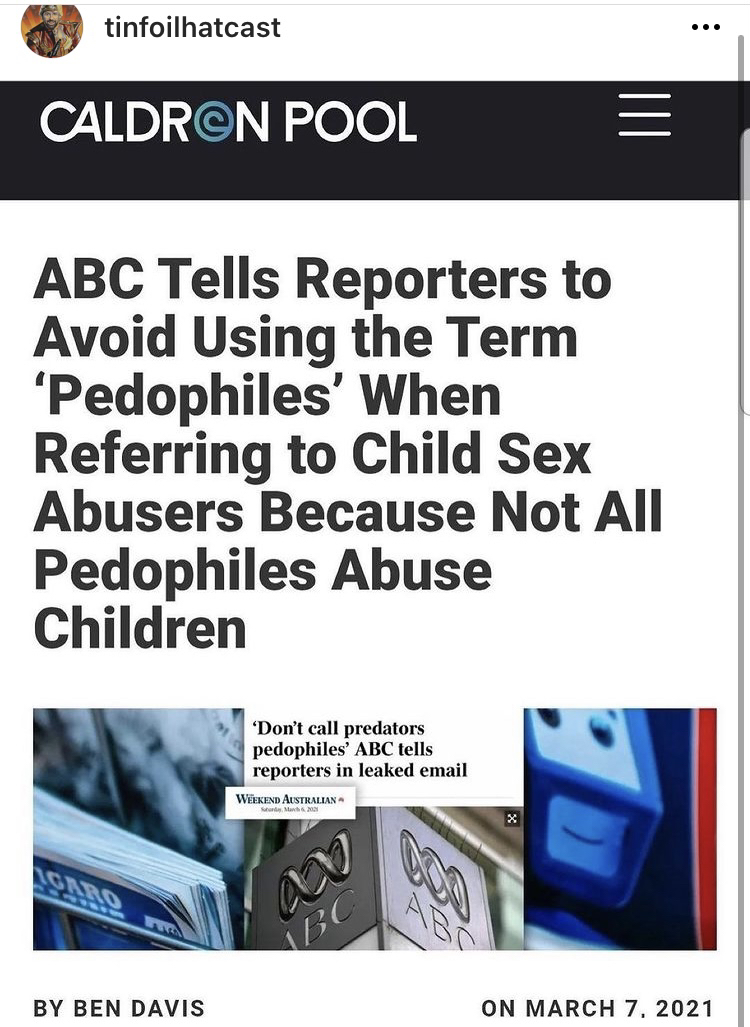 tinfoilhatcast
CALDRON POOL
ABC Tells Reporters to
Avoid Using the Term
‘Pedophiles’ When
Referring to Child Sex
Abusers Because Not All
Pedophiles Abuse
Children
‘Don’t call predators
pedophiles’ ABC tells
reporters in leaked email
THE
WEEKEND AUSTRALIAN
Saturday, March 6, 2021
IGARO
ABC
ABC
BY BEN DAVIS
ON MARCH 7, 2021